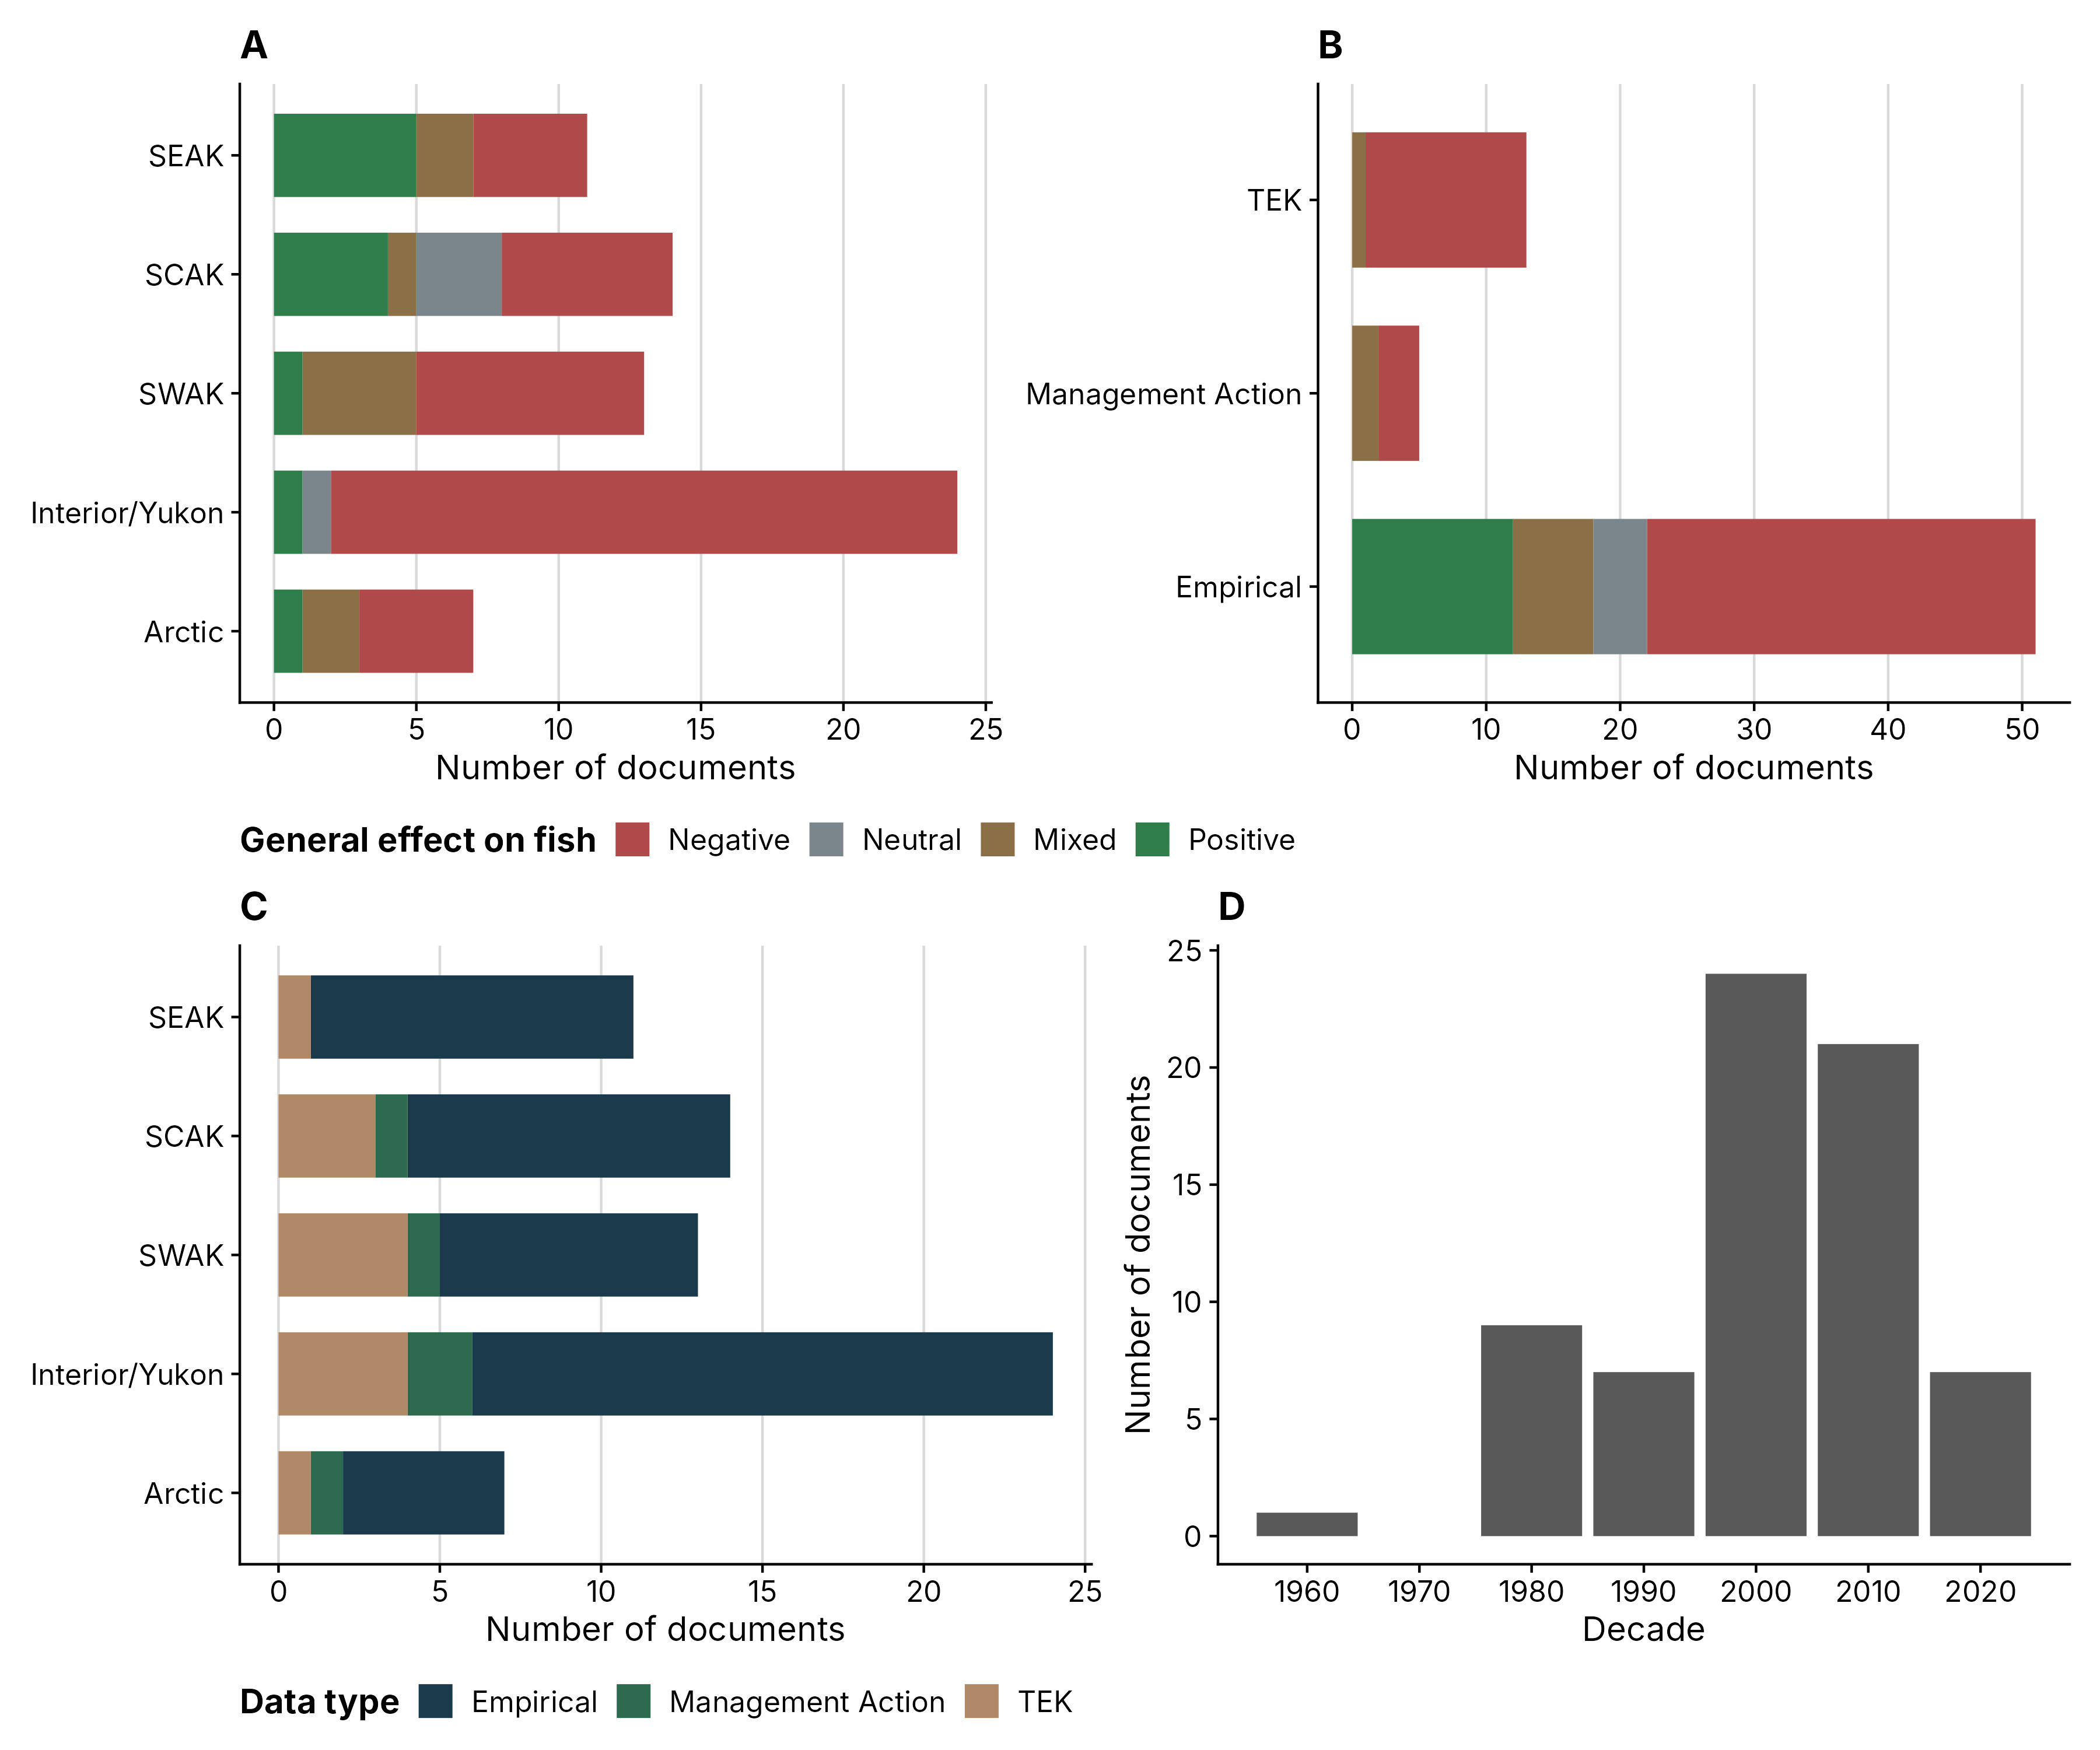 A
SEAK
SCAK
SWAK
Interior/Yukon
Arctic
0 5 10 15 20 25
Number of documents
B
TEK
Management Action
Empirical
0 10 20 30 40 50
Number of documents
General effect on fish Negative Neutral Mixed Positive
C
SEAK
SCAK
SWAK
Interior/Yukon
Arctic
0 5 10 15 20 25
Number of documents
Data type Empirical Management Action TEK
D
Number of documents
25
20
15
10
5
0
1960 1970 1980 1990 2000 2010 2020
Decade